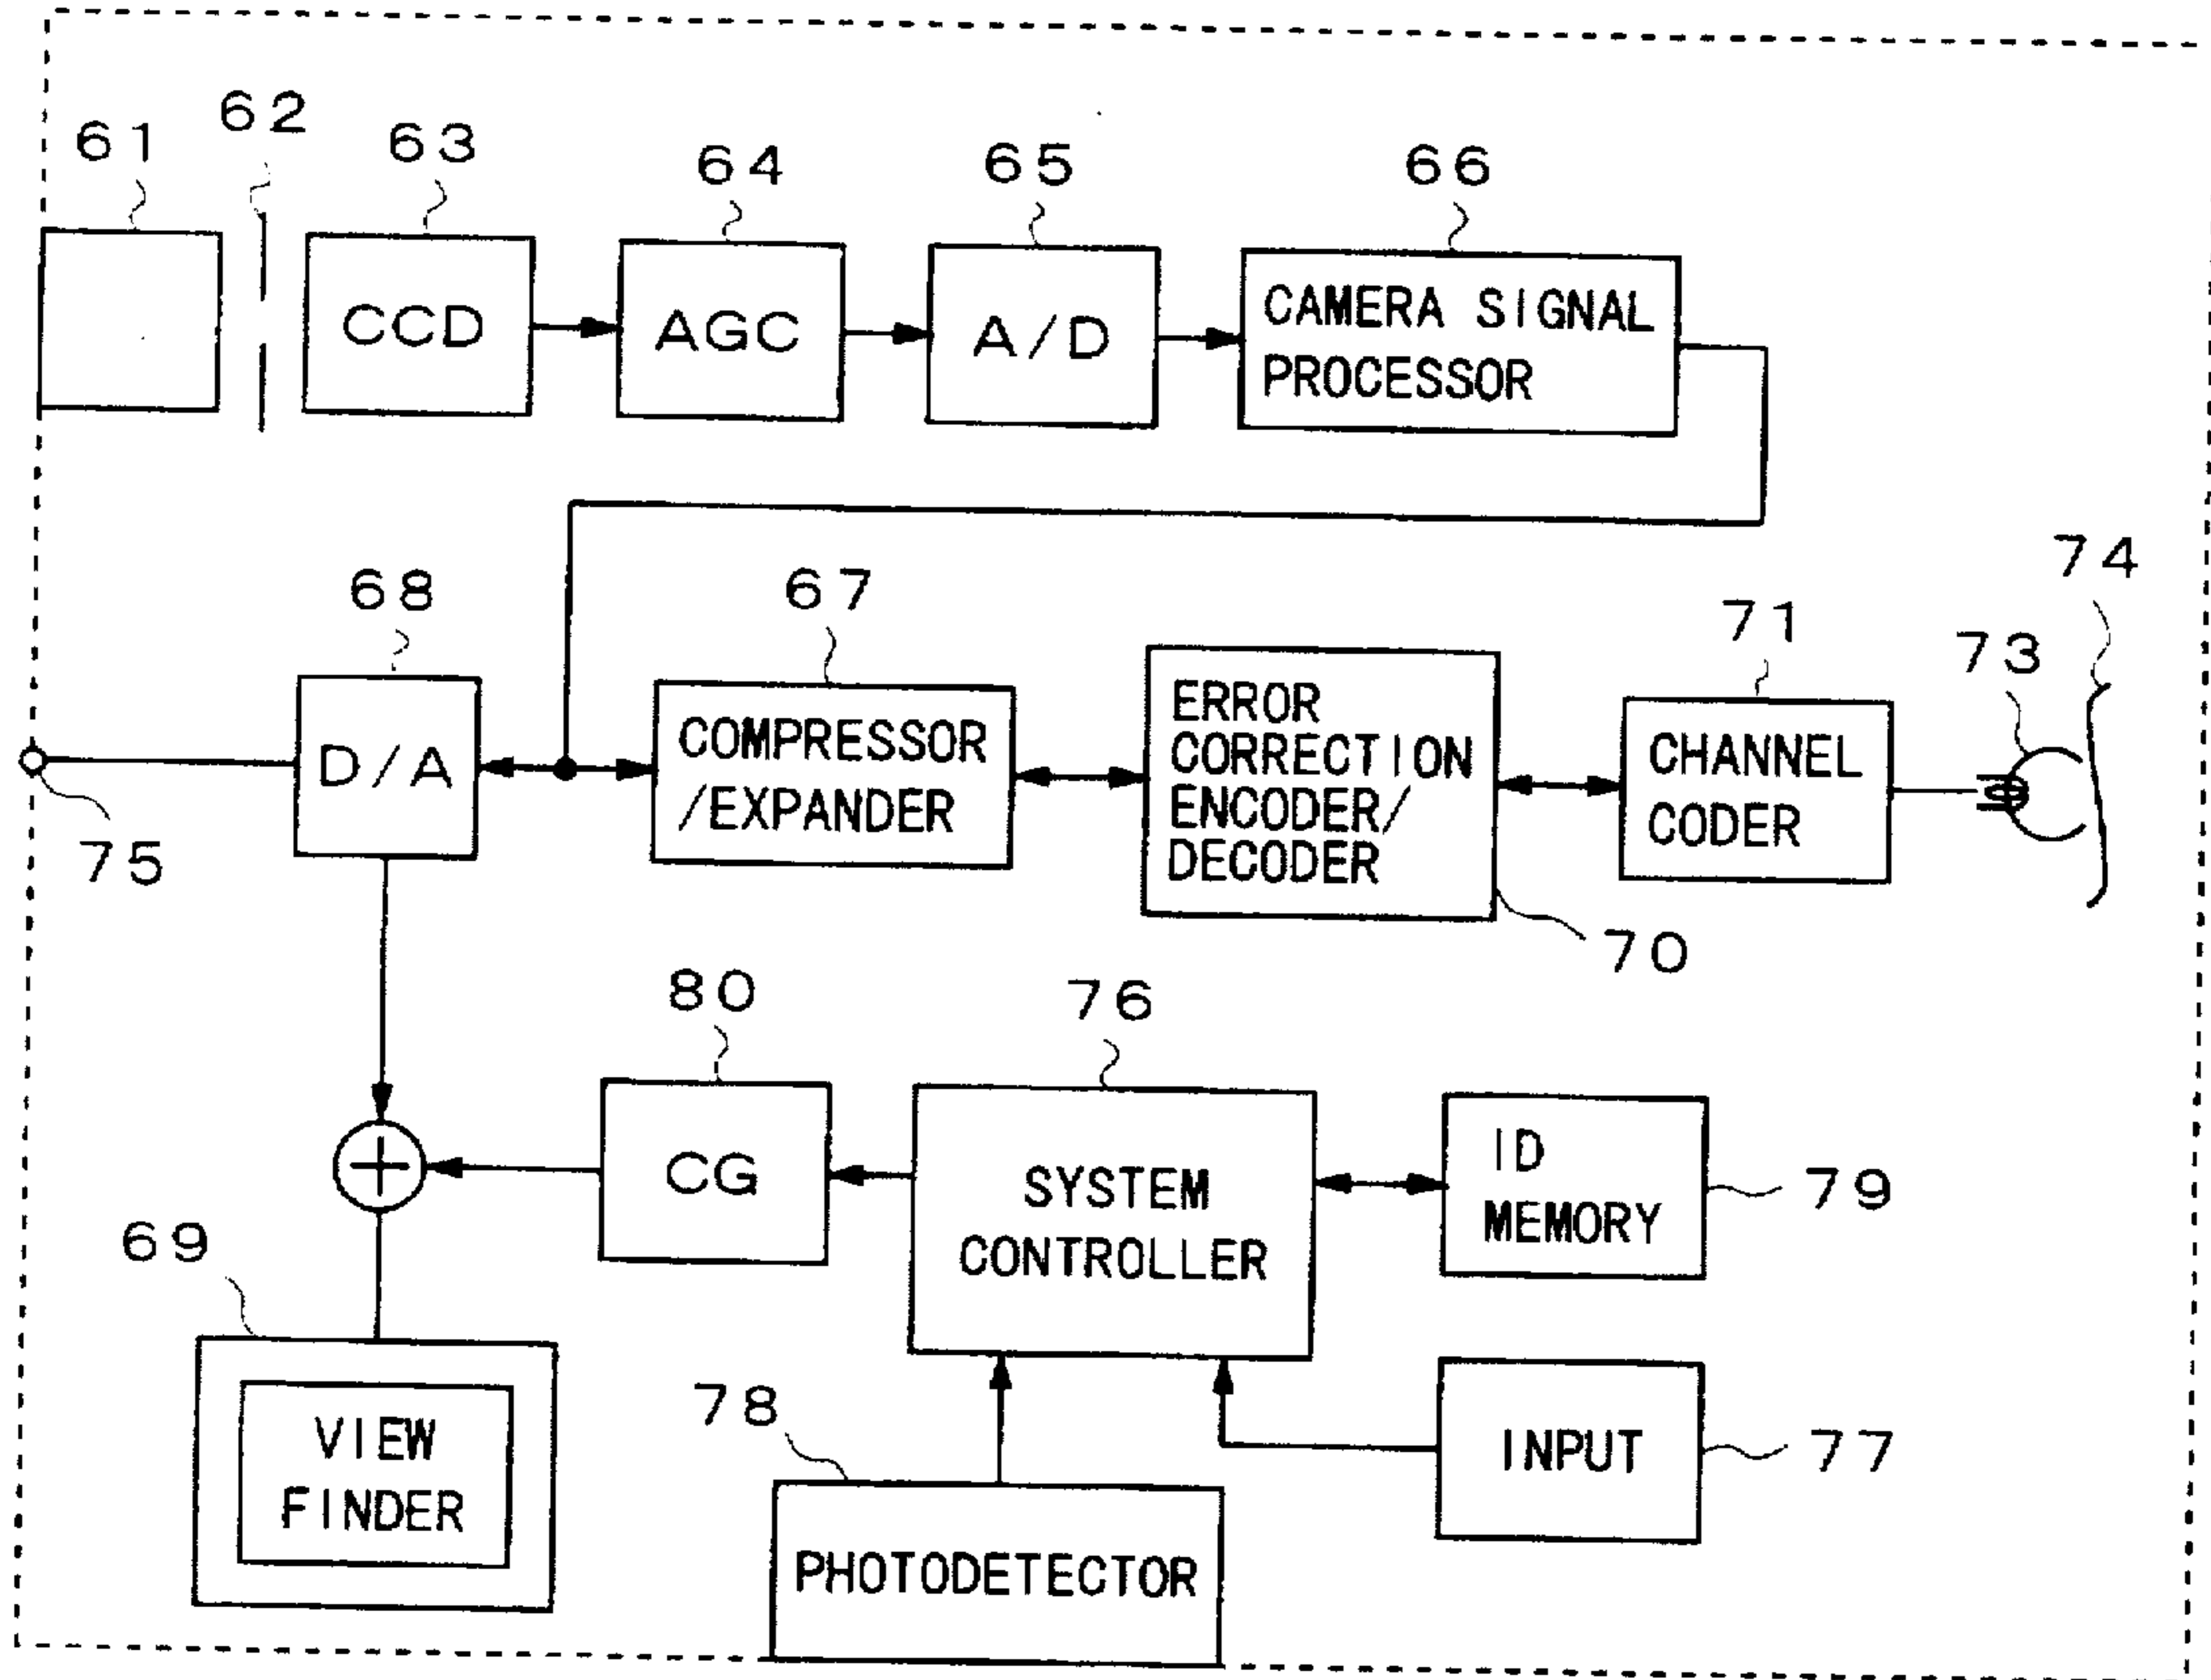 61
62
63
64
65
66
CCD
AGC
A/D
CAMERA SIGNAL
PROCESSOR
68
67
71
73
74
D/A
COMPRESSOR
/EXPANDER
ERROR
CORRECTION
ENCODER/
DECODER
CHANNEL
CODER
75
70
80
76
CG
SYSTEM
CONTROLLER
ID
MEMORY
79
69
VIEW
FINDER
78
PHOTODETECTOR
INPUT
77